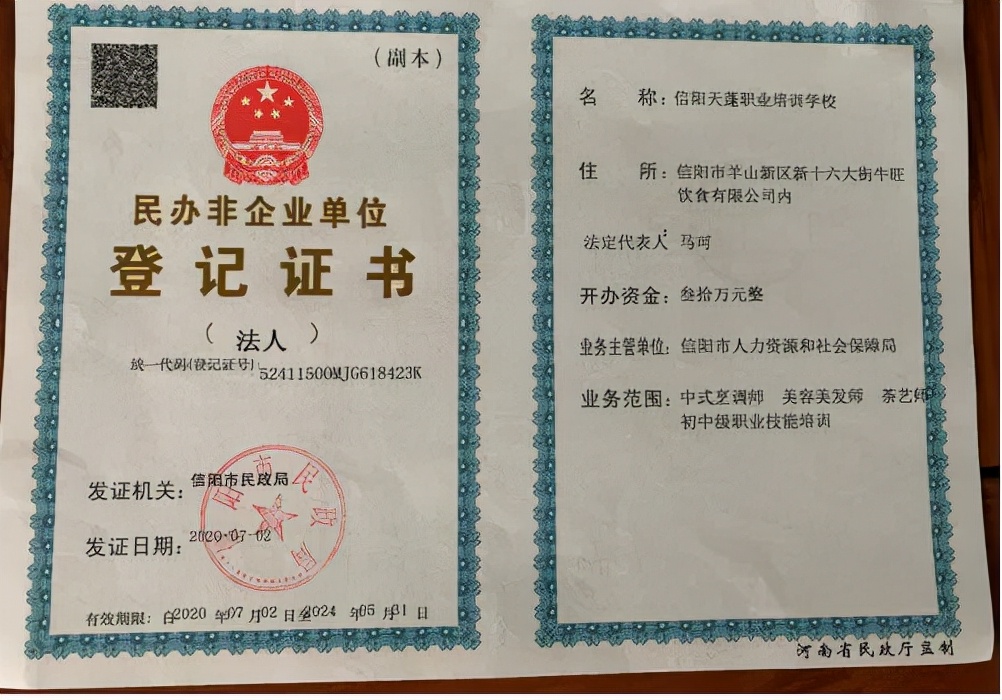 （副本）
民办非企业单位
登记证书
（法人）
统一代码(登记证号)
52411500MJG618423K
发证机关：信阳市民政局
发证日期：2020-07-02
有效期限：自2020 年07 月02 日至2024 年05 月31 日
信阳市民政局
名 称：信阳天蓬职业培训学校
住 所：信阳市羊山新区新十六大街牛旺
饮食有限公司内
法定代表人：马可
开办资金：叁拾万元整
业务主管单位：信阳市人力资源和社会保障局
业务范围：中式烹调师 美容美发师 茶艺师
初中级职业技能培训
河南省民政厅监制